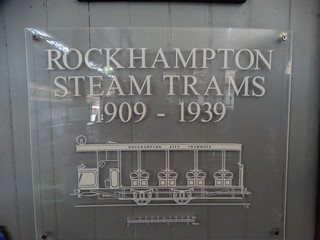 ROCKHAMPTON
STEAM TRAMS
1909 - 1939
ROCKHAMPTON CITY TRAMWAYS